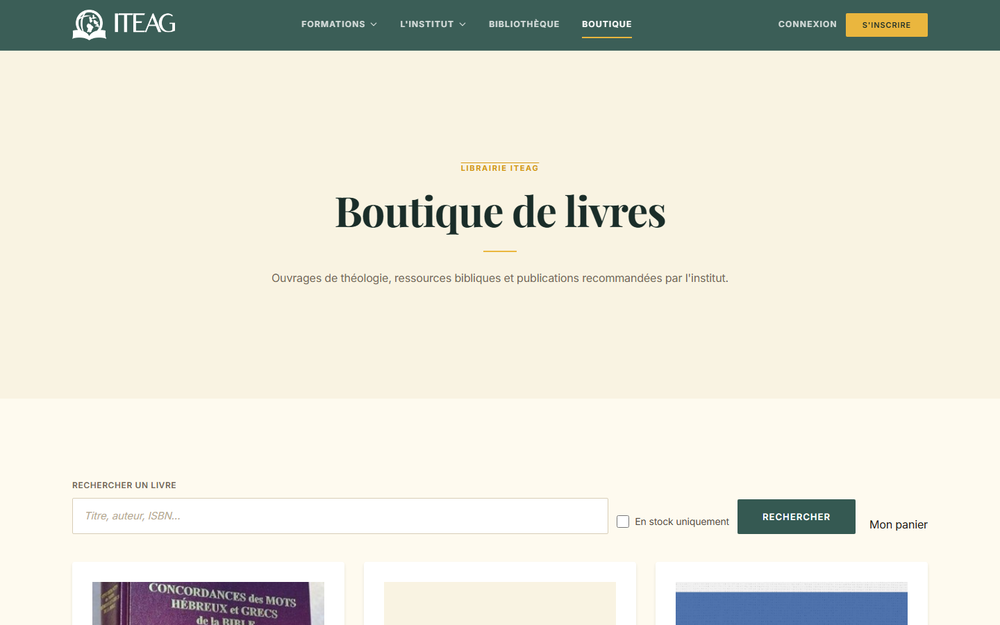 ITEAG
FORMATIONS
L'INSTITUT
BIBLIOTHÈQUE
BOUTIQUE
CONNEXION
S'INSCRIRE
LIBRAIRIE ITEAG
Boutique de livres
Ouvrages de théologie, ressources bibliques et publications recommandées par l'institut.
RECHERCHER UN LIVRE
Titre, auteur, ISBN...
En stock uniquement
RECHERCHER
Mon panier
CONCORDANCES des MOTS
HÉBREUX et GRECS
de la BIBLE